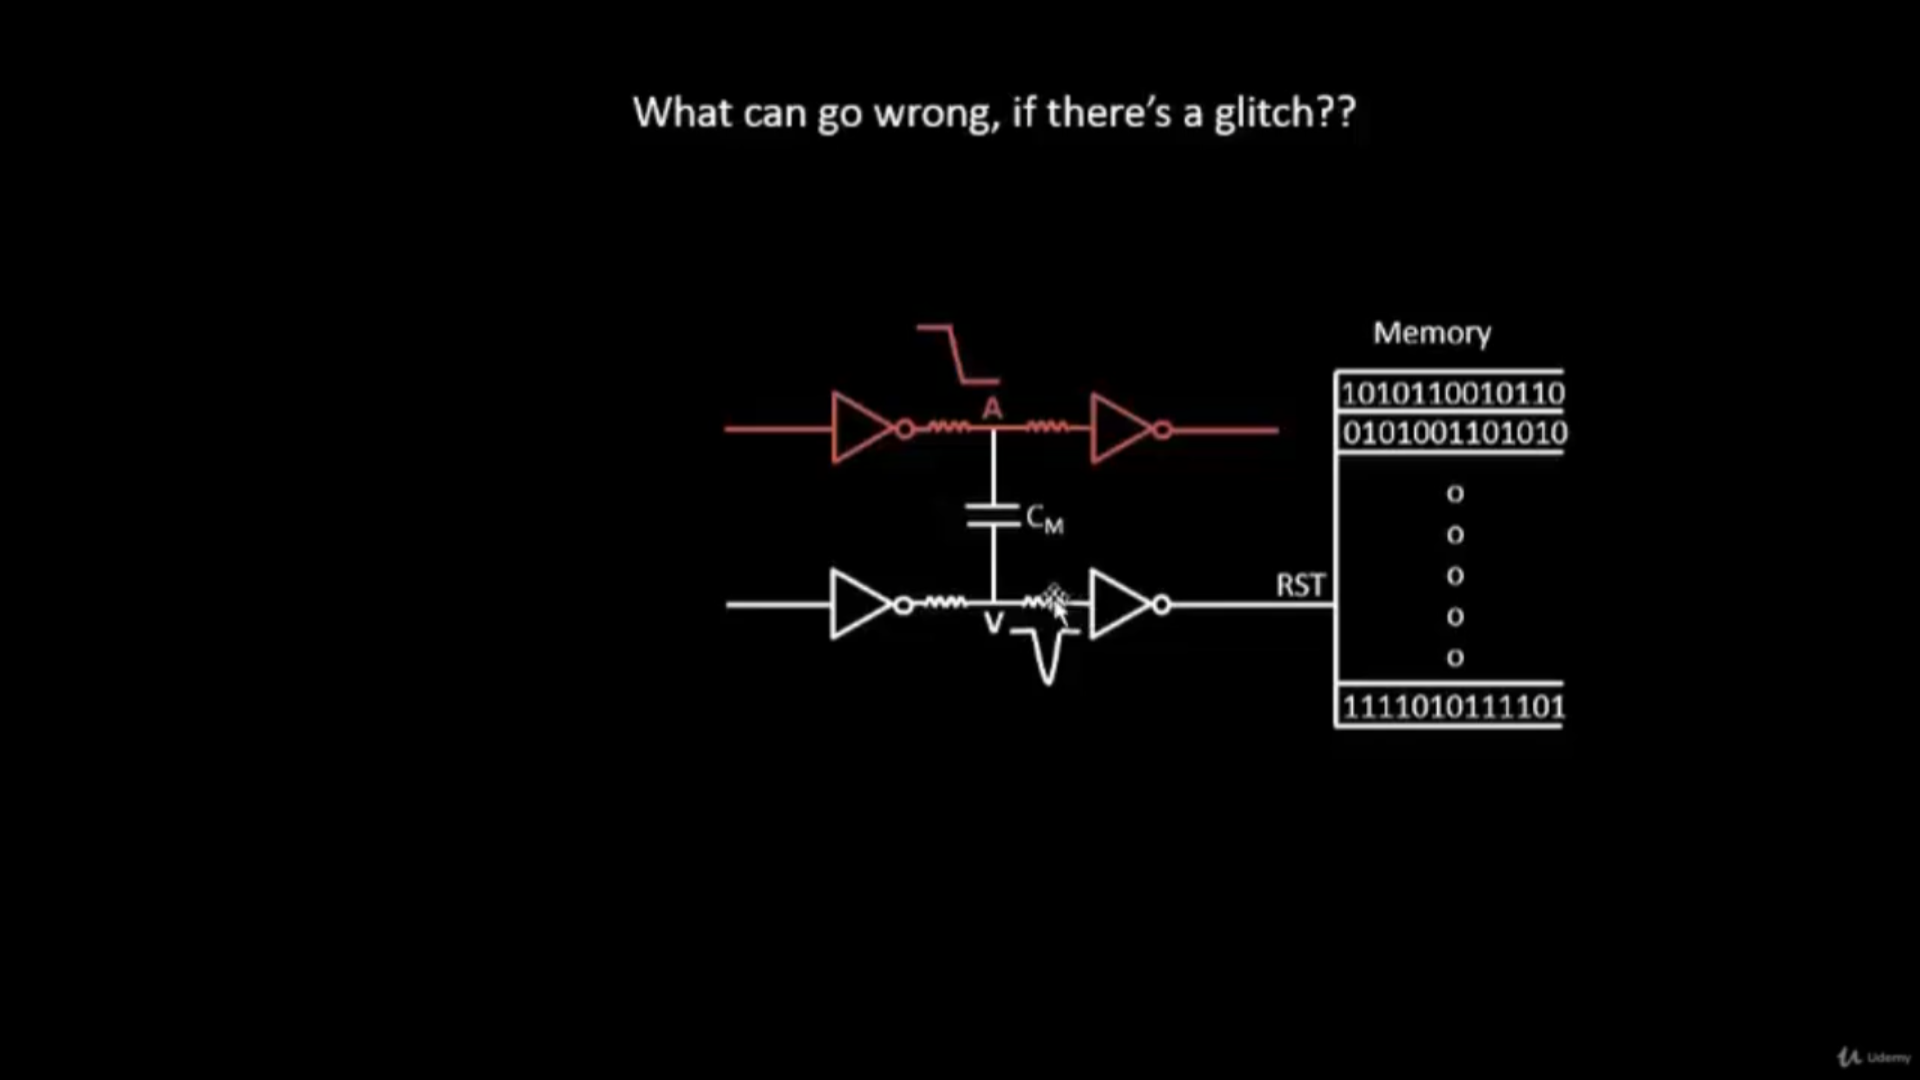 What can go wrong, if there's a glitch??
Memory
1010110010110
A
0101001101010
o
C_M
o
o
RST
o
V
o
1111010111101
Udemy